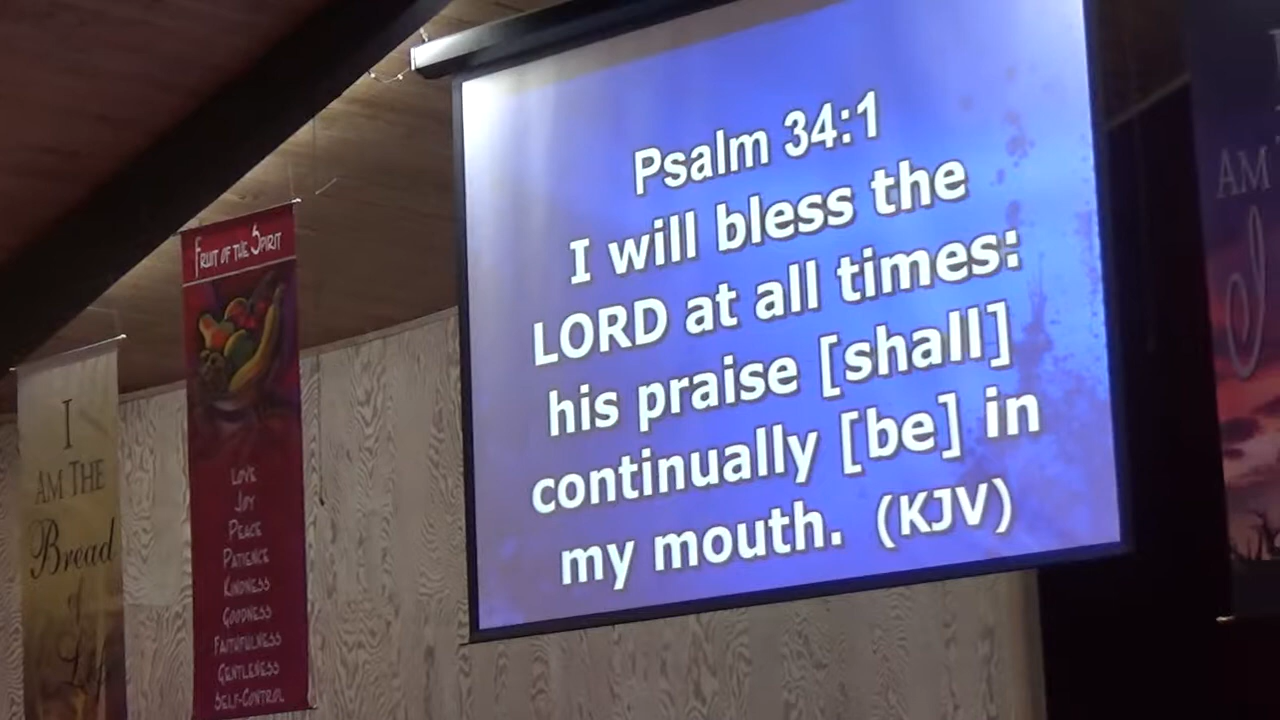 Psalm 34:1
I will bless the
LORD at all times:
his praise [shall]
continually [be] in
my mouth. (KJV)
FRUIT OF THE SPIRIT
LOVE
JOY
PEACE
PATIENCE
KINDNESS
GOODNESS
FAITHFULNESS
GENTLENESS
SELF-CONTROL
I
AM THE
Bread
AM